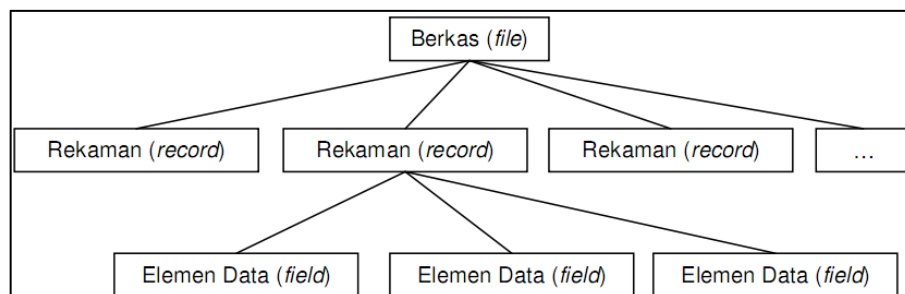 Berkas (file)
Rekaman (record)
Rekaman (record)
Rekaman (record)
...
Elemen Data (field)
Elemen Data (field)
Elemen Data (field)